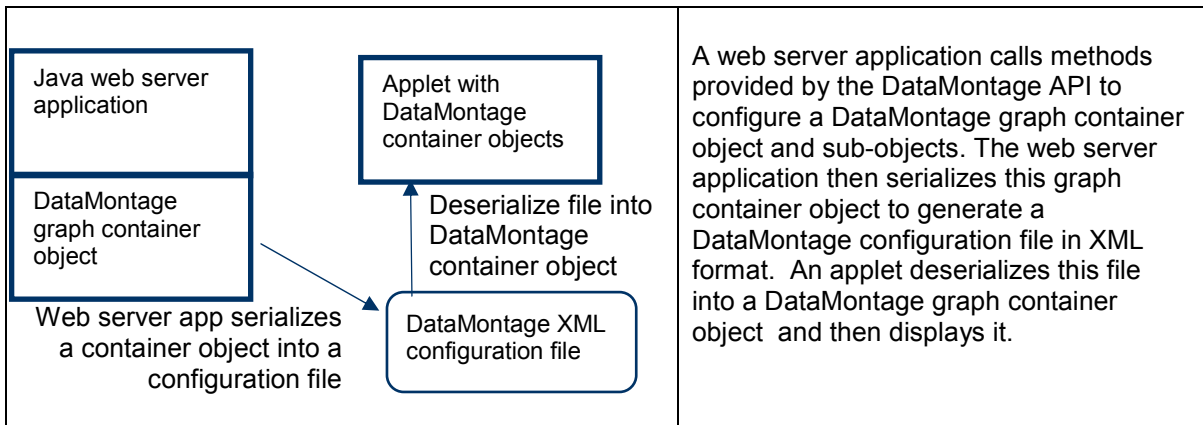 Java web server
application
DataMontage
graph container
object
Applet with
DataMontage
container objects
Deserialize file into
DataMontage
container object
Web server app serializes
a container object into a
configuration file
DataMontage XML
configuration file
A web server application calls methods
provided by the DataMontage API to
configure a DataMontage graph container
object and sub-objects. The web server
application then serializes this graph
container object to generate a
DataMontage configuration file in XML
format.  An applet deserializes this file
into a DataMontage graph container
object  and then displays it.